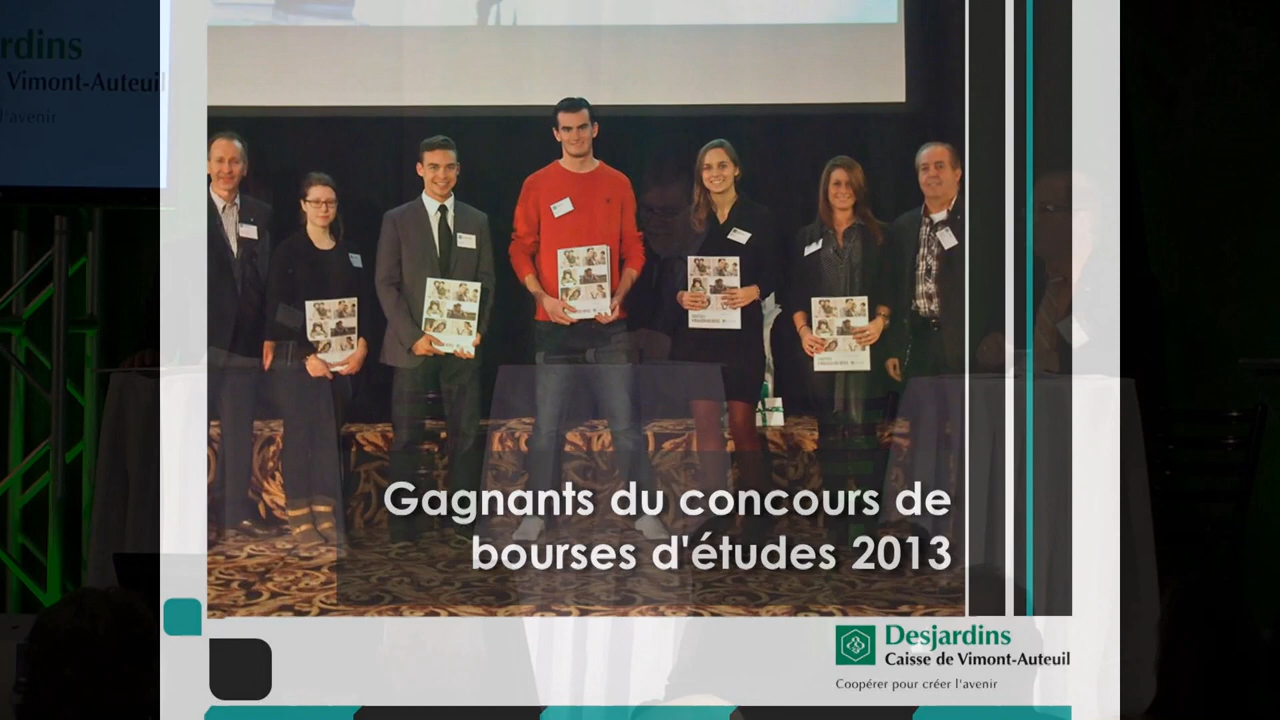 rdins
Vimont-Auteuil
l'avenir
Gagnants du concours de
bourses d'études 2013
Desjardins
Caisse de Vimont-Auteuil
Coopérer pour créer l'avenir